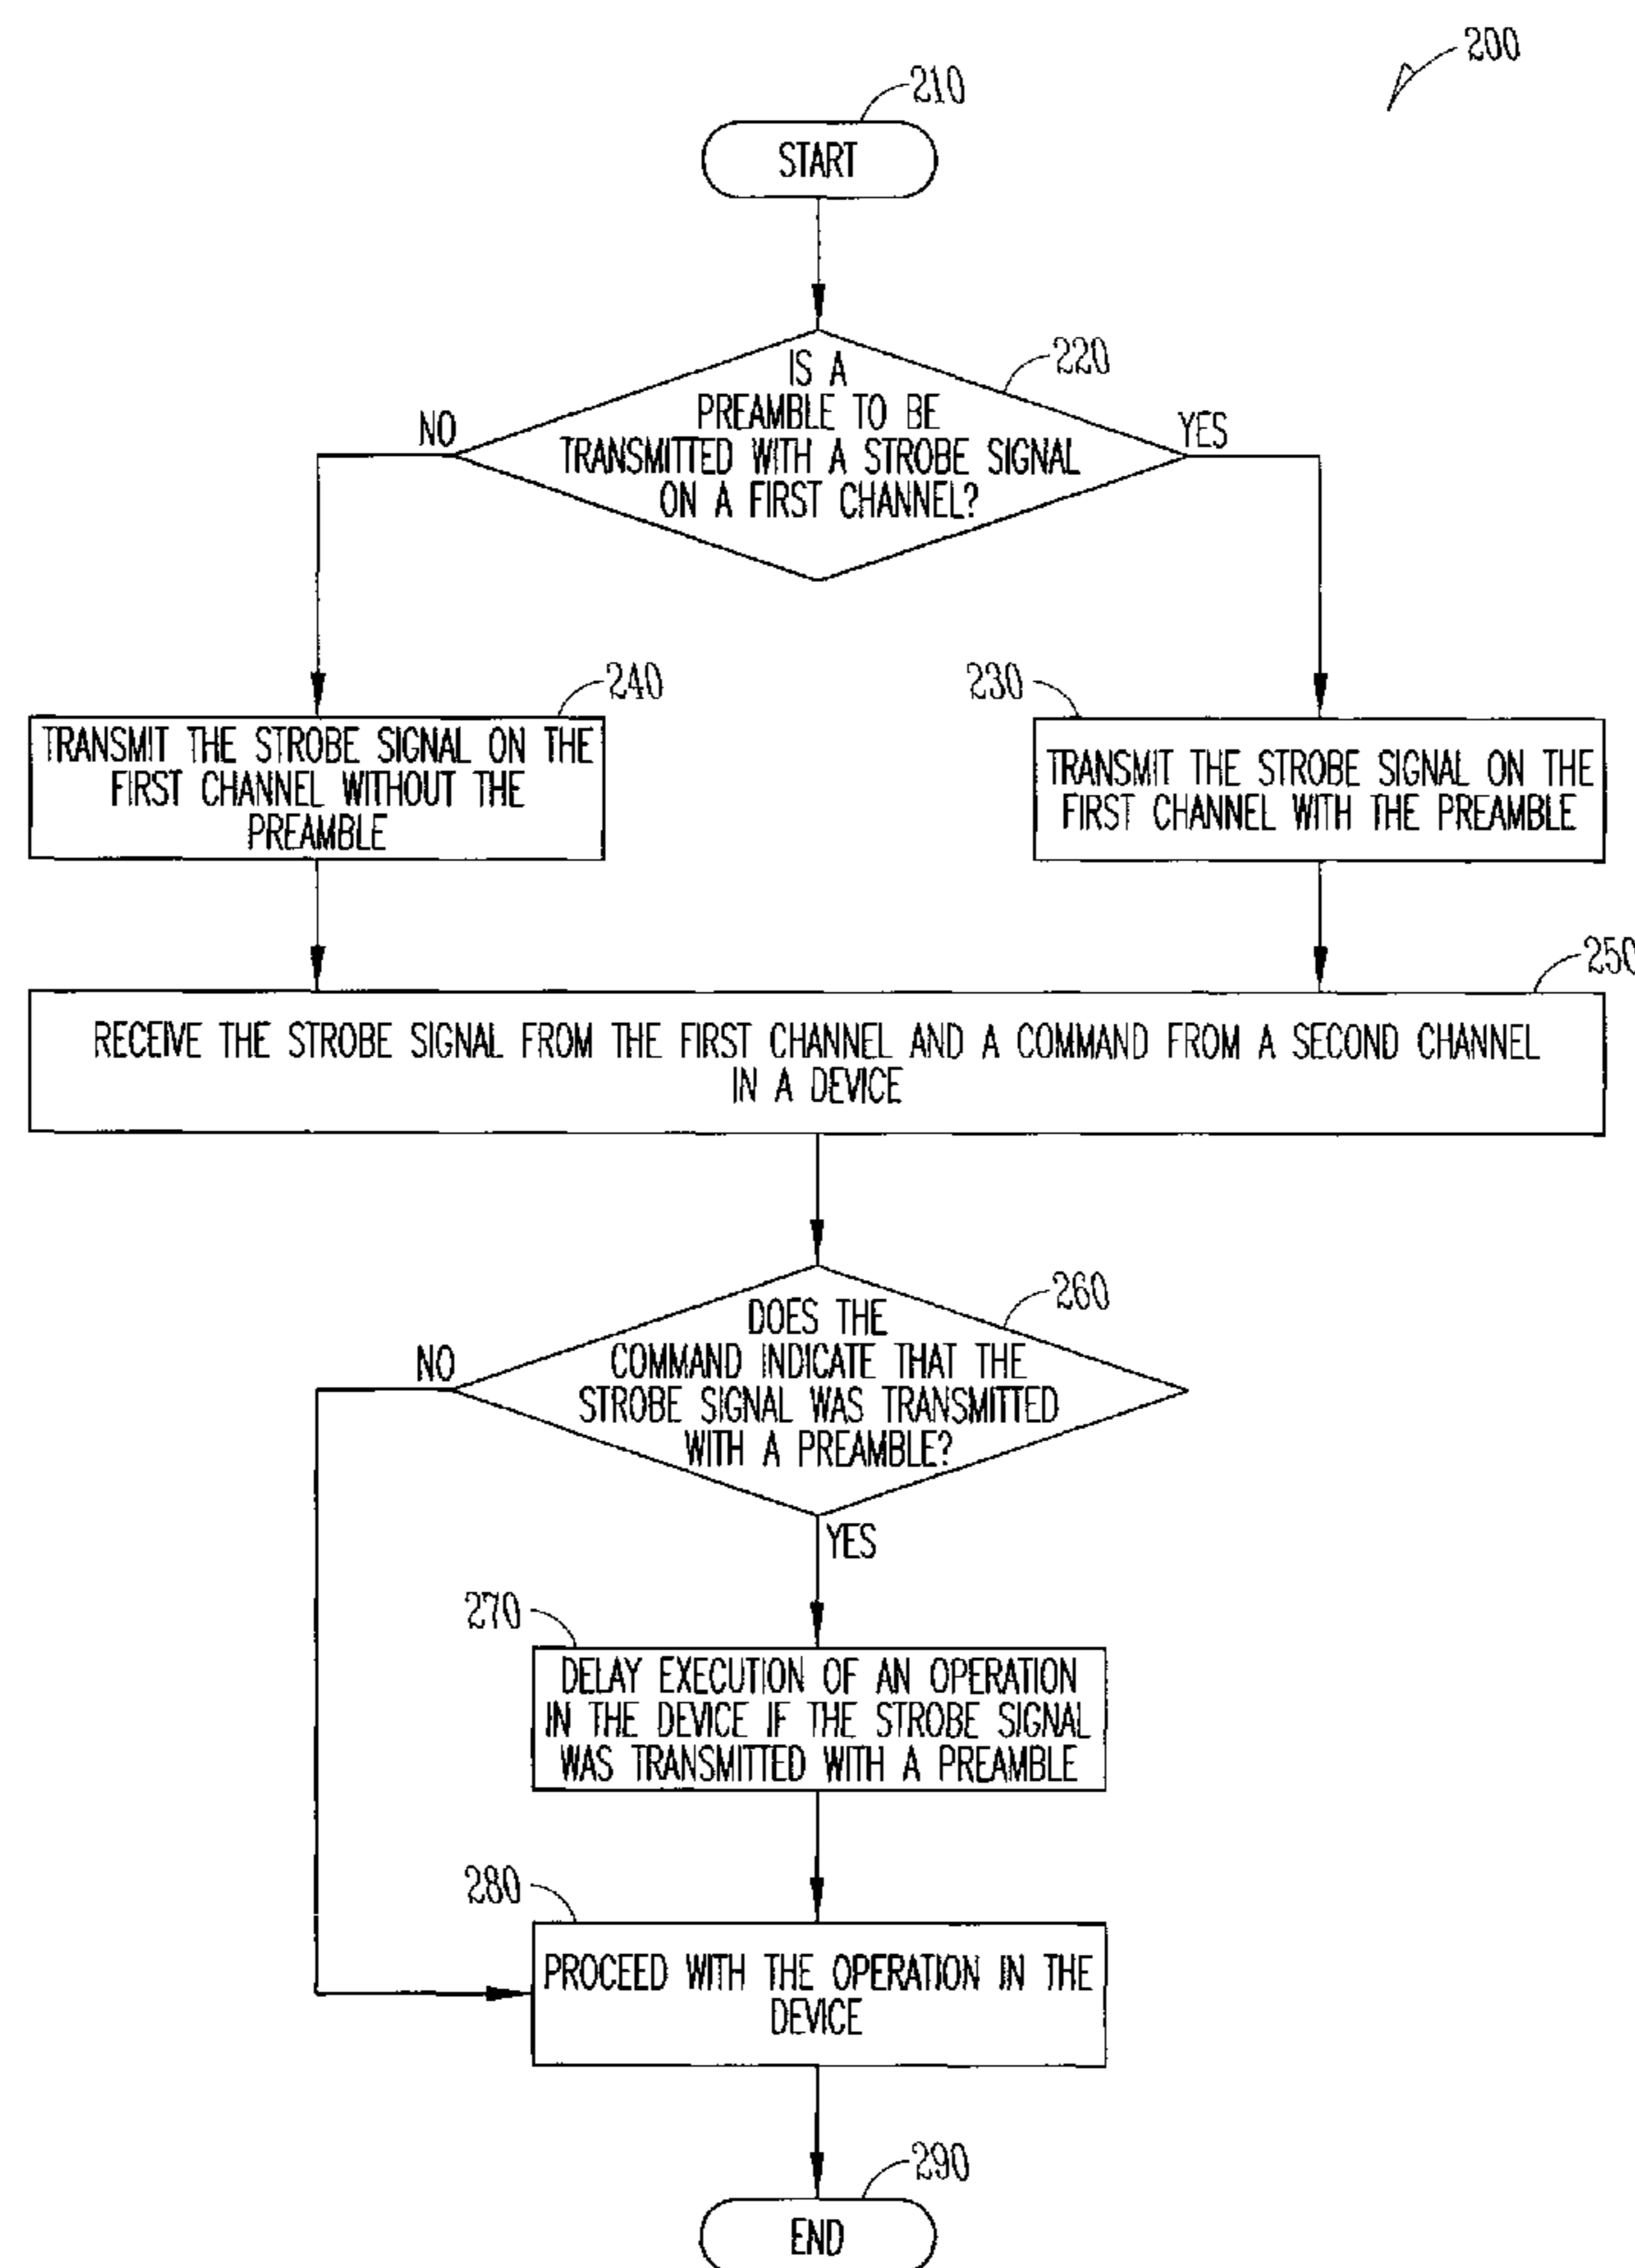 200
210
START
220
IS A
PREAMBLE TO BE
TRANSMITTED WITH A STROBE SIGNAL
ON A FIRST CHANNEL?
NO
YES
240
TRANSMIT THE STROBE SIGNAL ON THE
FIRST CHANNEL WITHOUT THE
PREAMBLE
230
TRANSMIT THE STROBE SIGNAL ON THE
FIRST CHANNEL WITH THE PREAMBLE
250
RECEIVE THE STROBE SIGNAL FROM THE FIRST CHANNEL AND A COMMAND FROM A SECOND CHANNEL
IN A DEVICE
260
DOES THE
COMMAND INDICATE THAT THE
STROBE SIGNAL WAS TRANSMITTED
WITH A PREAMBLE?
NO
YES
270
DELAY EXECUTION OF AN OPERATION
IN THE DEVICE IF THE STROBE SIGNAL
WAS TRANSMITTED WITH A PREAMBLE
280
PROCEED WITH THE OPERATION IN THE
DEVICE
290
END